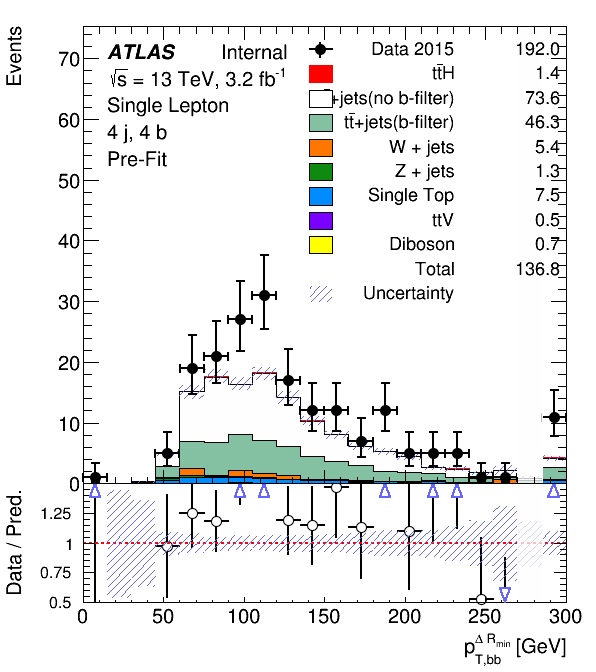 Events
ATLAS Internal
√s = 13 TeV, 3.2 fb⁻¹
Single Lepton
4 j, 4 b
Pre-Fit
Data 2015 192.0
tt̄H 1.4
+jets(no b-filter) 73.6
tt̄+jets(b-filter) 46.3
W + jets 5.4
Z + jets 1.3
Single Top 7.5
ttV 0.5
Diboson 0.7
Total 136.8
Uncertainty
70
60
50
40
30
20
10
0
Data / Pred.
1.25
1
0.75
0.5
0 50 100 150 200 250 300
p_{T,bb}^{Δ R_{min}} [GeV]